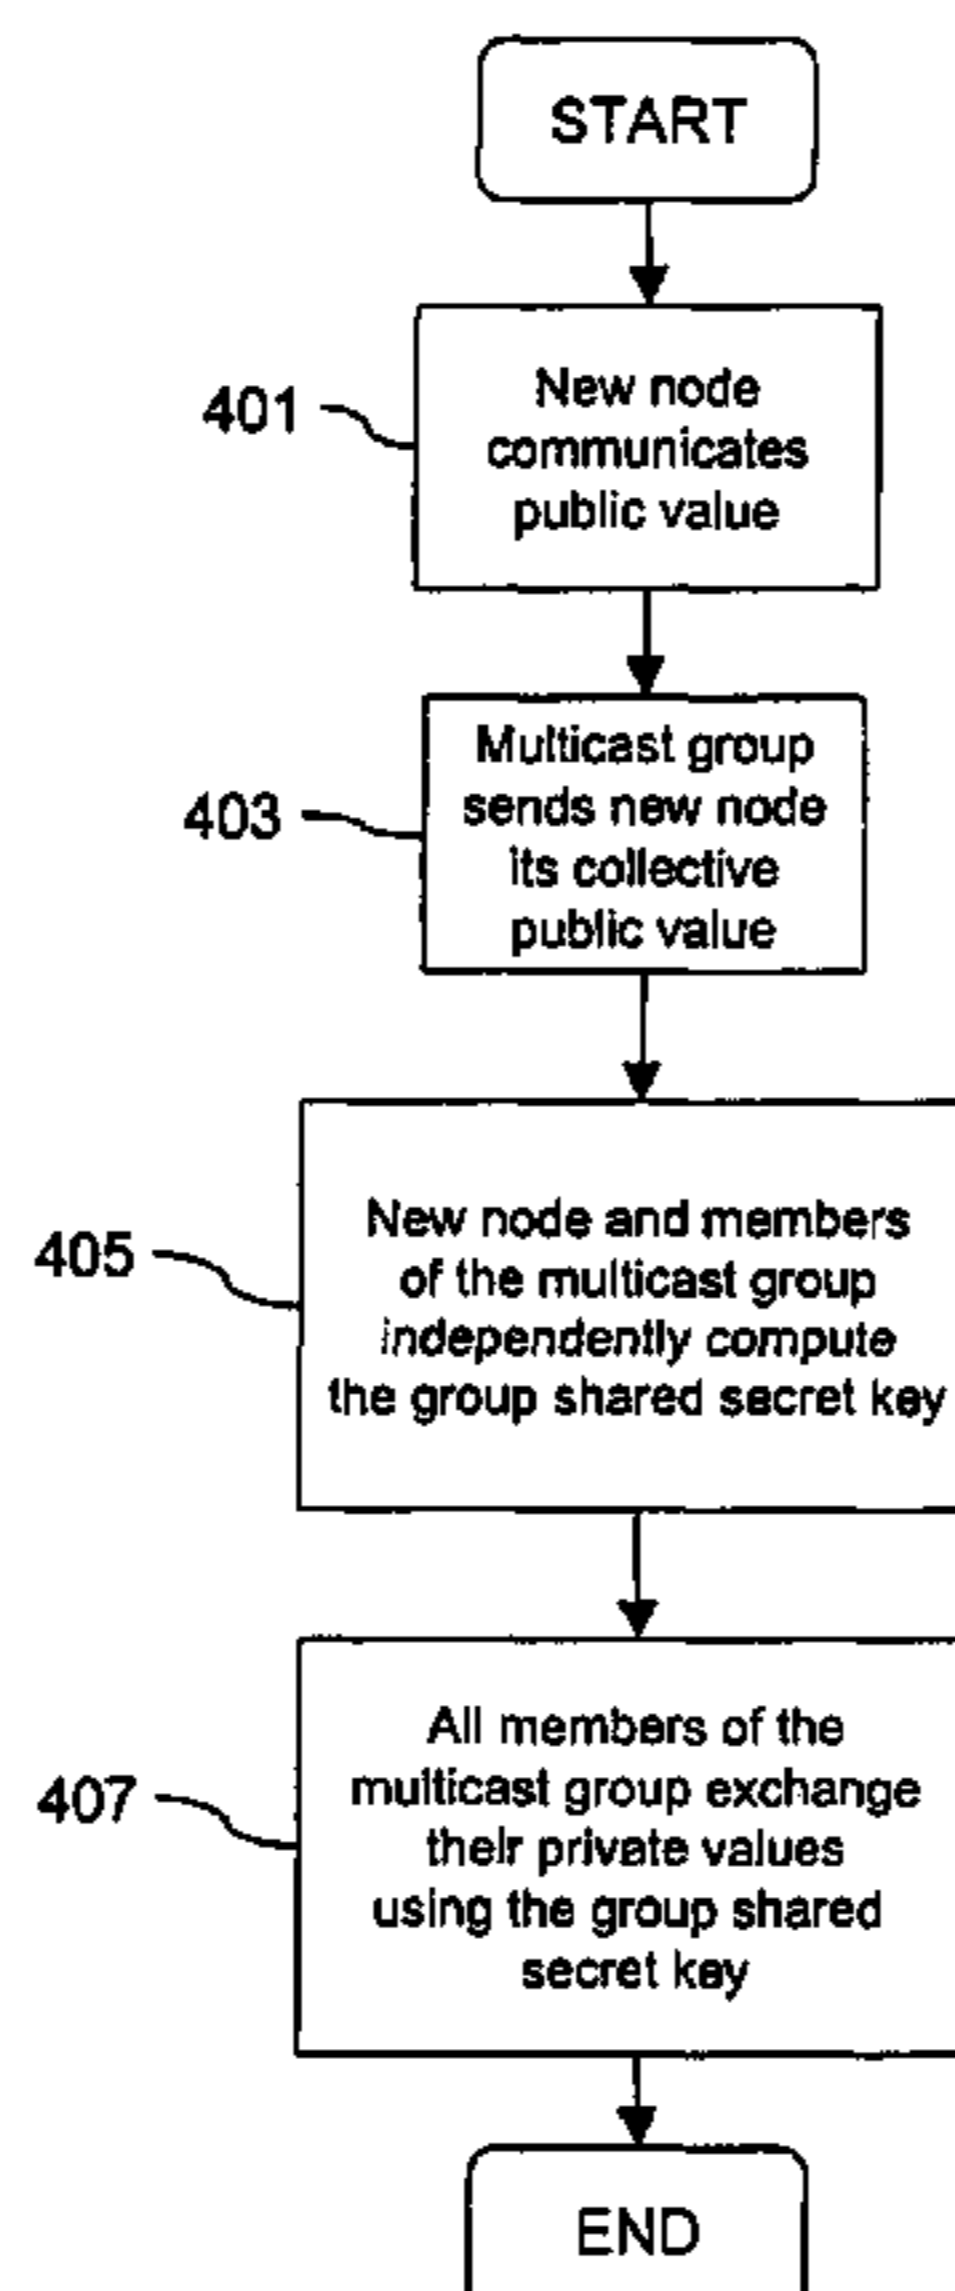 START
401
New node
communicates
public value
403
Multicast group
sends new node
its collective
public value
405
New node and members
of the multicast group
independently compute
the group shared secret key
407
All members of the
multicast group exchange
their private values
using the group shared
secret key
END